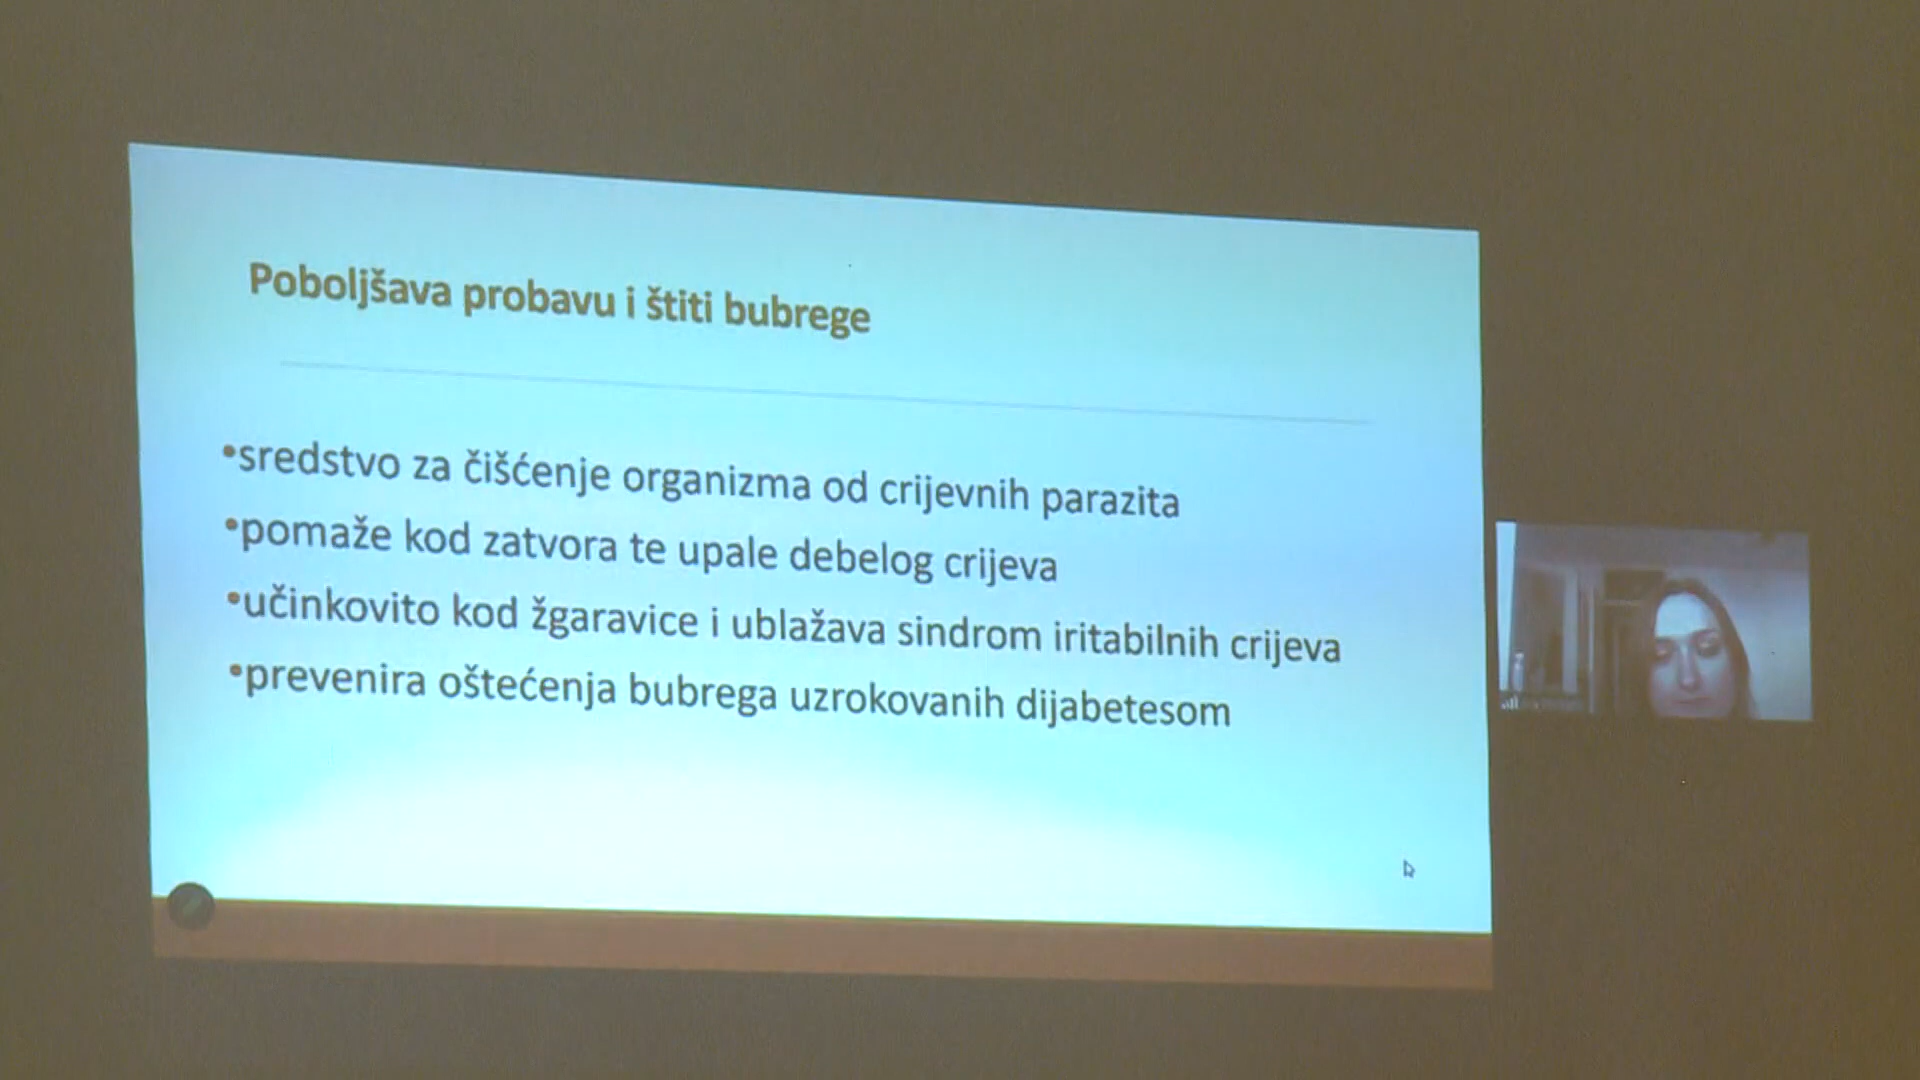 Poboljšava probavu i štiti bubrege
•sredstvo za čišćenje organizma od crijevnih parazita
•pomaže kod zatvora te upale debelog crijeva
•učinkovito kod žgaravice i ublažava sindrom iritabilnih crijeva
•prevenira oštećenja bubrega uzrokovanih dijabetesom